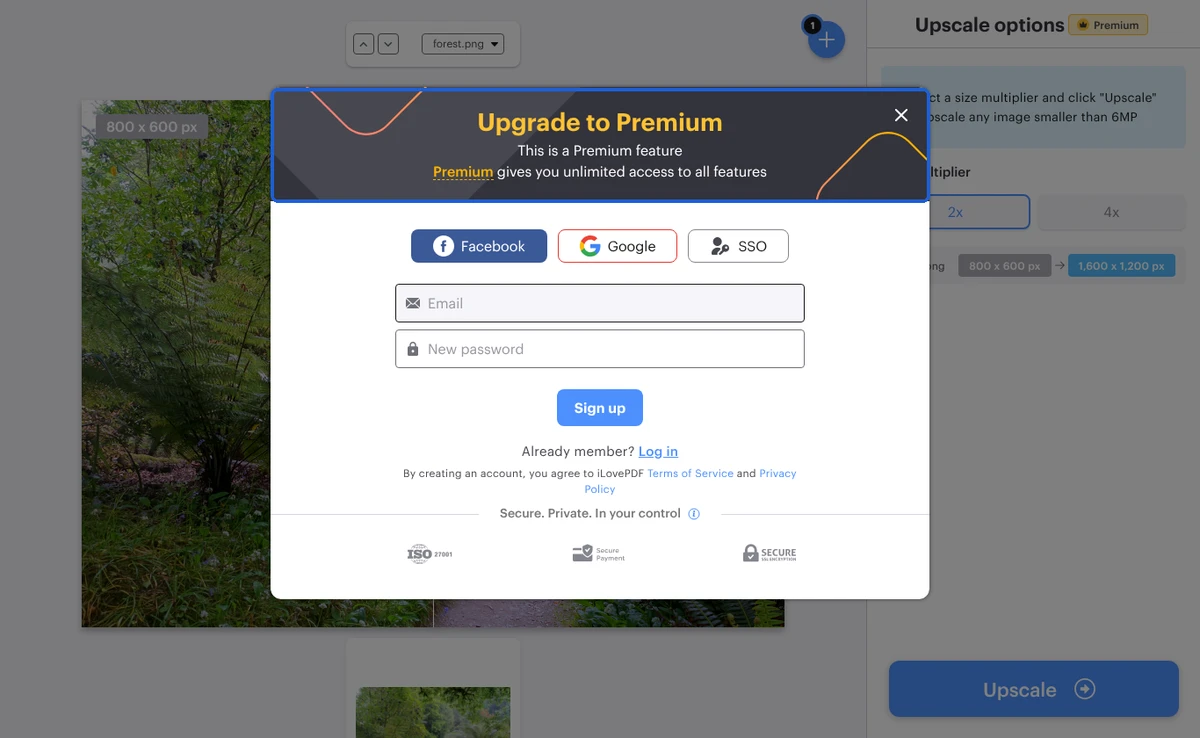 forest.png
1
Upscale options
Premium
800 x 600 px
Upgrade to Premium
This is a Premium feature
Premium gives you unlimited access to all features
a size multiplier and click "Upscale"
any image smaller than 6MP
2x
4x
800 x 600 px
1,600 x 1,200 px
Facebook
Google
SSO
Email
New password
Sign up
Already member? Log in
By creating an account, you agree to iLovePDF Terms of Service and Privacy
Policy
Secure. Private. In your control
ISO 27001
Secure
Payment
SECURE
SSL ENCRYPTION
Upscale